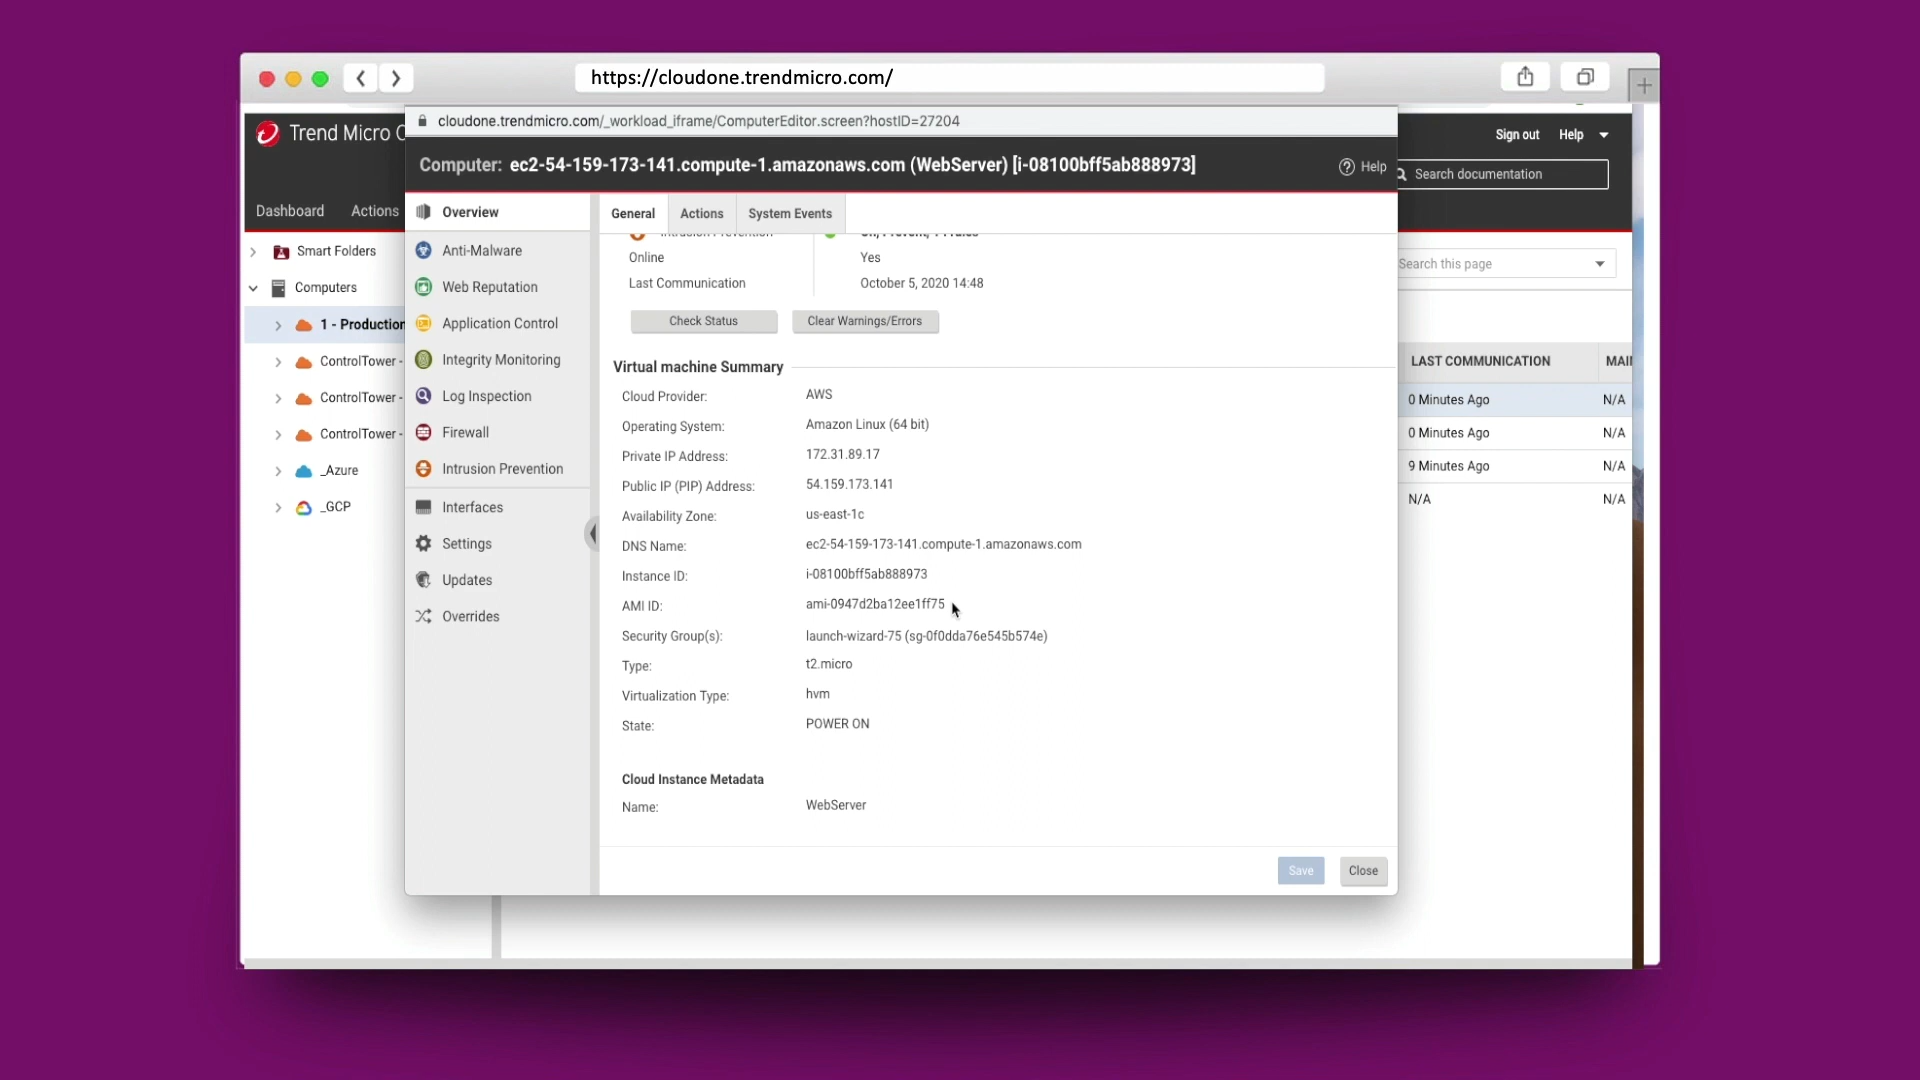 https://cloudone.trendmicro.com/
cloudone.trendmicro.com/_workload_iframe/ComputerEditor.screen?hostID=27204
Trend Micro C
Sign out Help
Computer: ec2-54-159-173-141.compute-1.amazonaws.com (WebServer) [i-08100bff5ab888973]
Help
Search documentation
Dashboard Actions
Overview
General Actions System Events
Intrusion Prevention On, Prevent,
Smart Folders
Anti-Malware
Online Yes
Search this page
Computers
Web Reputation
Last Communication October 5, 2020 14:48
1 - Production
Application Control
Check Status Clear Warnings/Errors
ControlTower -
Integrity Monitoring
Virtual machine Summary
LAST COMMUNICATION MAI
ControlTower -
Log Inspection
Cloud Provider: AWS
0 Minutes Ago N/A
ControlTower -
Firewall
Operating System: Amazon Linux (64 bit)
0 Minutes Ago N/A
_Azure
Intrusion Prevention
Private IP Address: 172.31.89.17
9 Minutes Ago N/A
_GCP
Interfaces
Public IP (PIP) Address: 54.159.173.141
N/A N/A
Availability Zone: us-east-1c
Settings
DNS Name: ec2-54-159-173-141.compute-1.amazonaws.com
Updates
Instance ID: i-08100bff5ab888973
Overrides
AMI ID: ami-0947d2ba12ee1ff75
Security Group(s): launch-wizard-75 (sg-0f0dda76e545b574e)
Type: t2.micro
Virtualization Type: hvm
State: POWER ON
Cloud Instance Metadata
Name: WebServer
Save Close